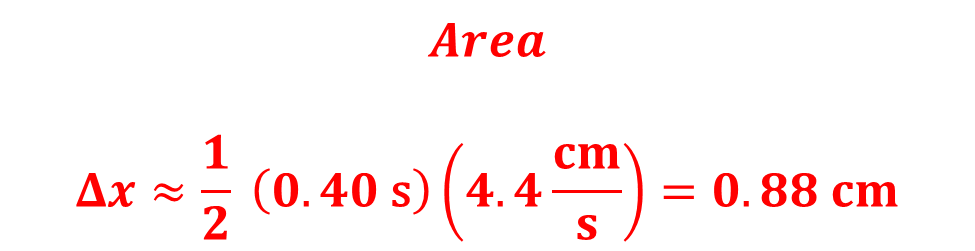 Area
Δx ≈ 1/2 (0.40 s)(4.4 cm/s) = 0.88 cm